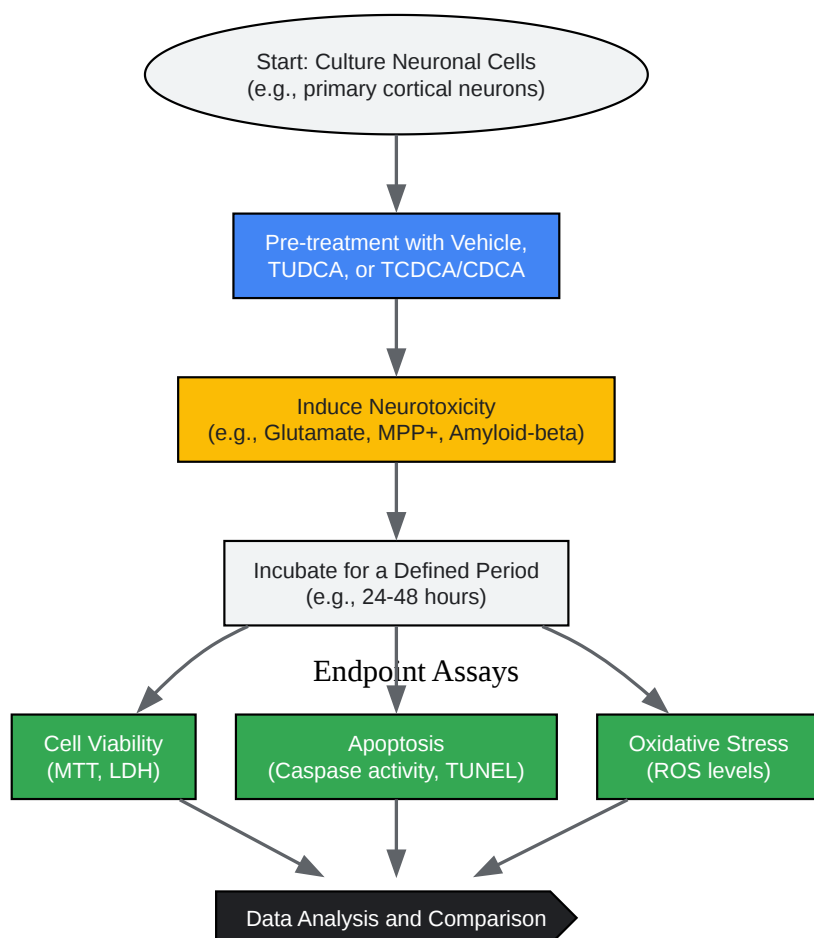 Start: Culture Neuronal Cells
(e.g., primary cortical neurons)
Pre-treatment with Vehicle,
TUDCA, or TCDCA/CDCA
Induce Neurotoxicity
(e.g., Glutamate, MPP+, Amyloid-beta)
Incubate for a Defined Period
(e.g., 24-48 hours)
Endpoint Assays
Cell Viability
(MTT, LDH)
Apoptosis
(Caspase activity, TUNEL)
Oxidative Stress
(ROS levels)
Data Analysis and Comparison